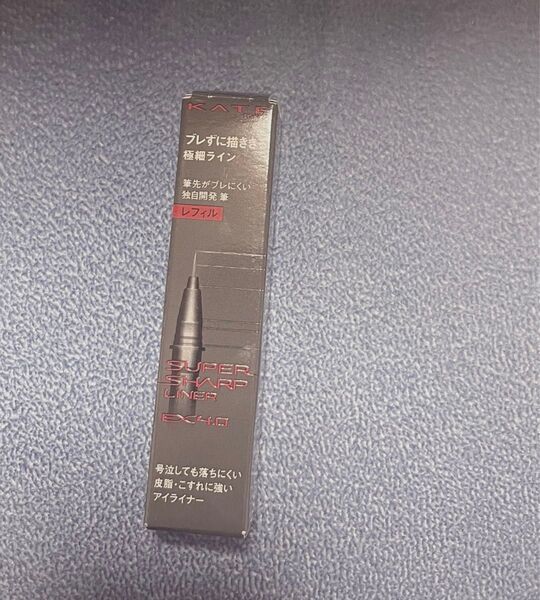 KATE
ブレずに描きき
極細ライン
筆先がブレにくい
独自開発 筆
レフィル
SUPER
SHARP
LINER
EX4.0
号泣しても落ちにくい
皮脂・こすれに強い
アイライナー